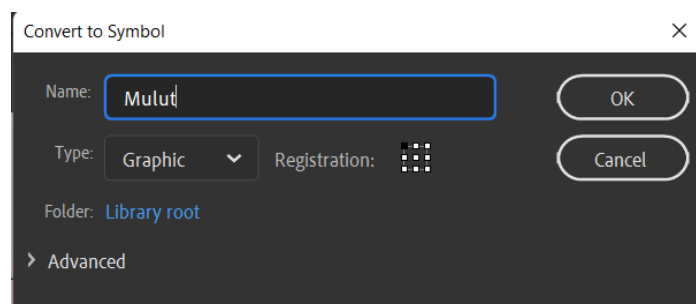 Convert to Symbol
Name: Mulut OK
Type: Graphic Registration: Cancel
Folder: Library root
Advanced